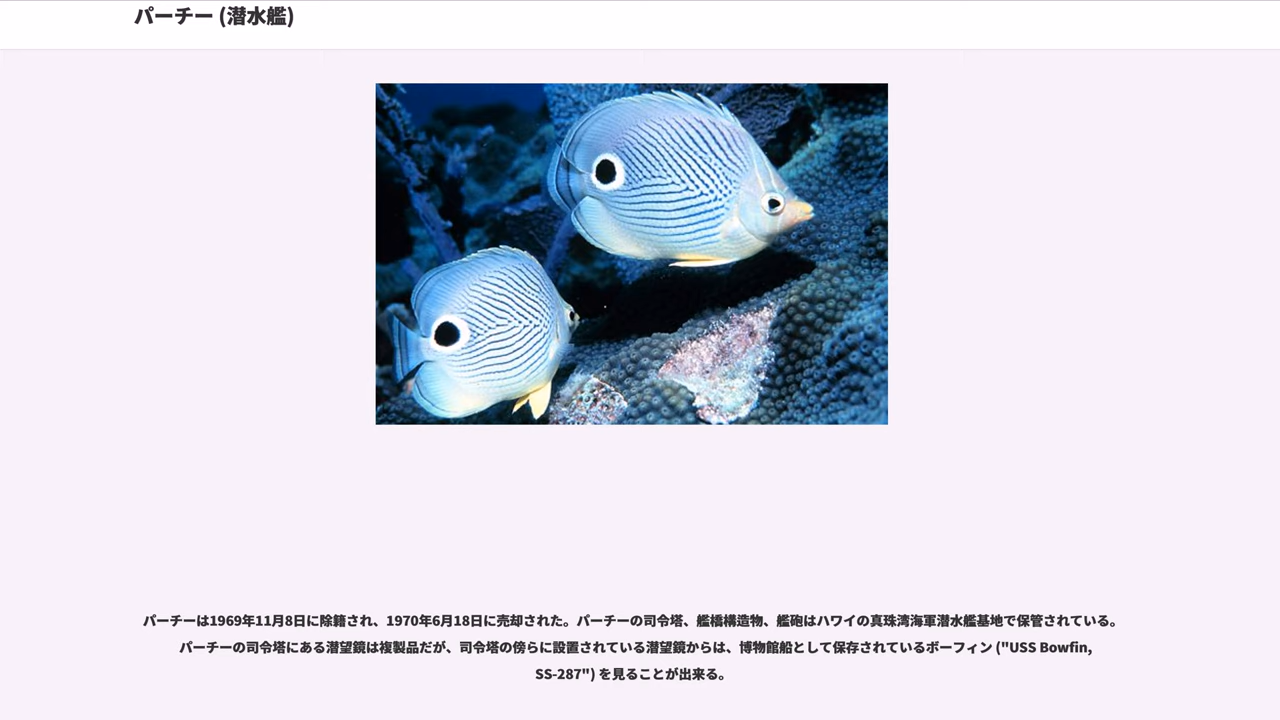 パーチー (潜水艦)
パーチーは1969年11月8日に除籍され、1970年6月18日に売却された。パーチーの司令塔、艦橋構造物、艦砲はハワイの真珠湾海軍潜水艦基地で保管されている。
パーチーの司令塔にある潜望鏡は複製品だが、司令塔の傍らに設置されている潜望鏡からは、博物館船として保存されているボーフィン ("USS Bowfin,
SS-287") を見ることが出来る。